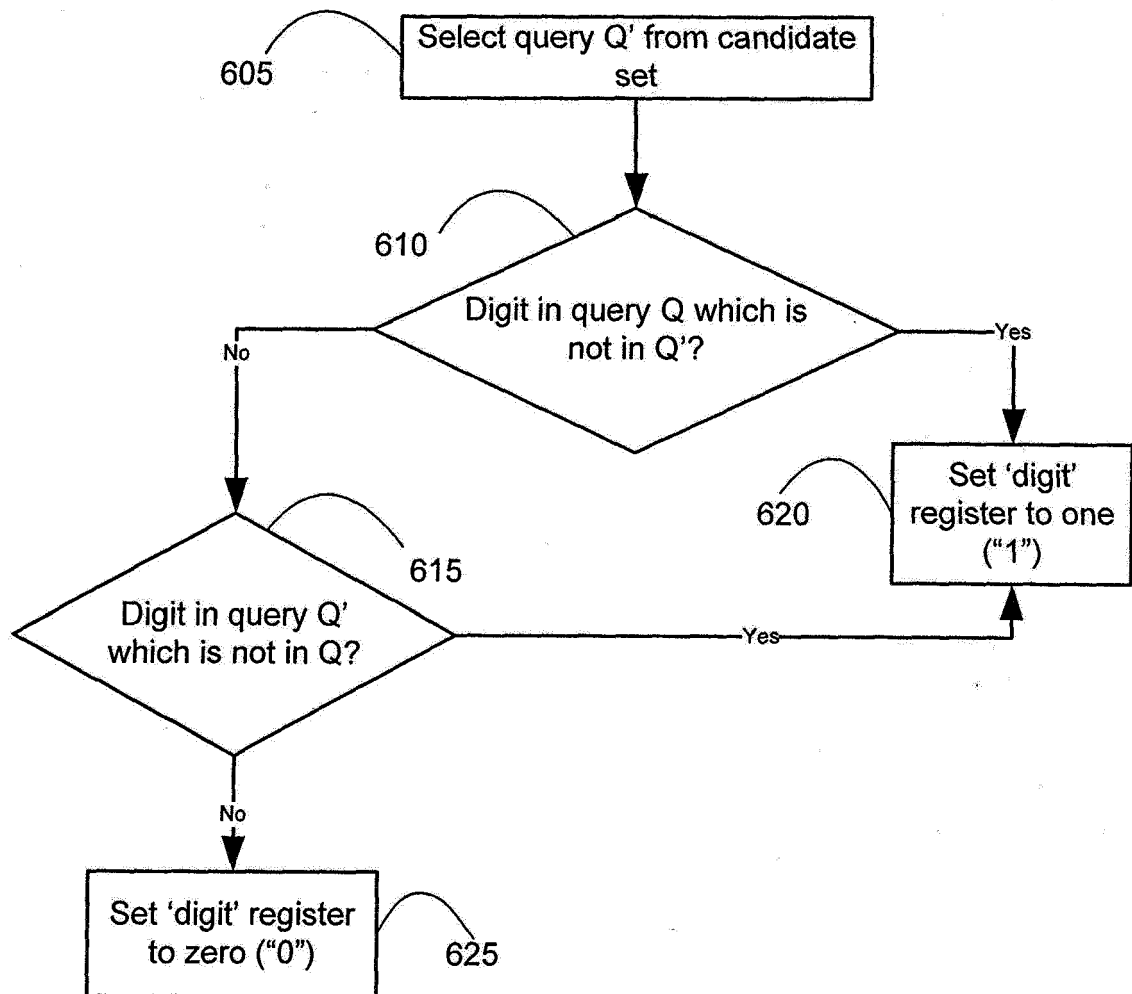 Select query Q' from candidate
set
605
610
Digit in query Q which is
not in Q'?
No
Yes
Set 'digit'
register to one
("1")
620
615
Digit in query Q'
which is not in Q?
Yes
No
Set 'digit' register
to zero ("0")
625